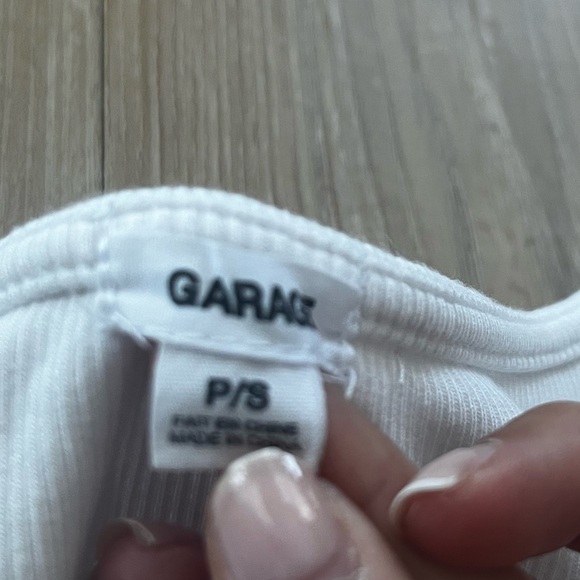 GARAGE
P/S
FAIT EN CHINE
MADE IN CHINA